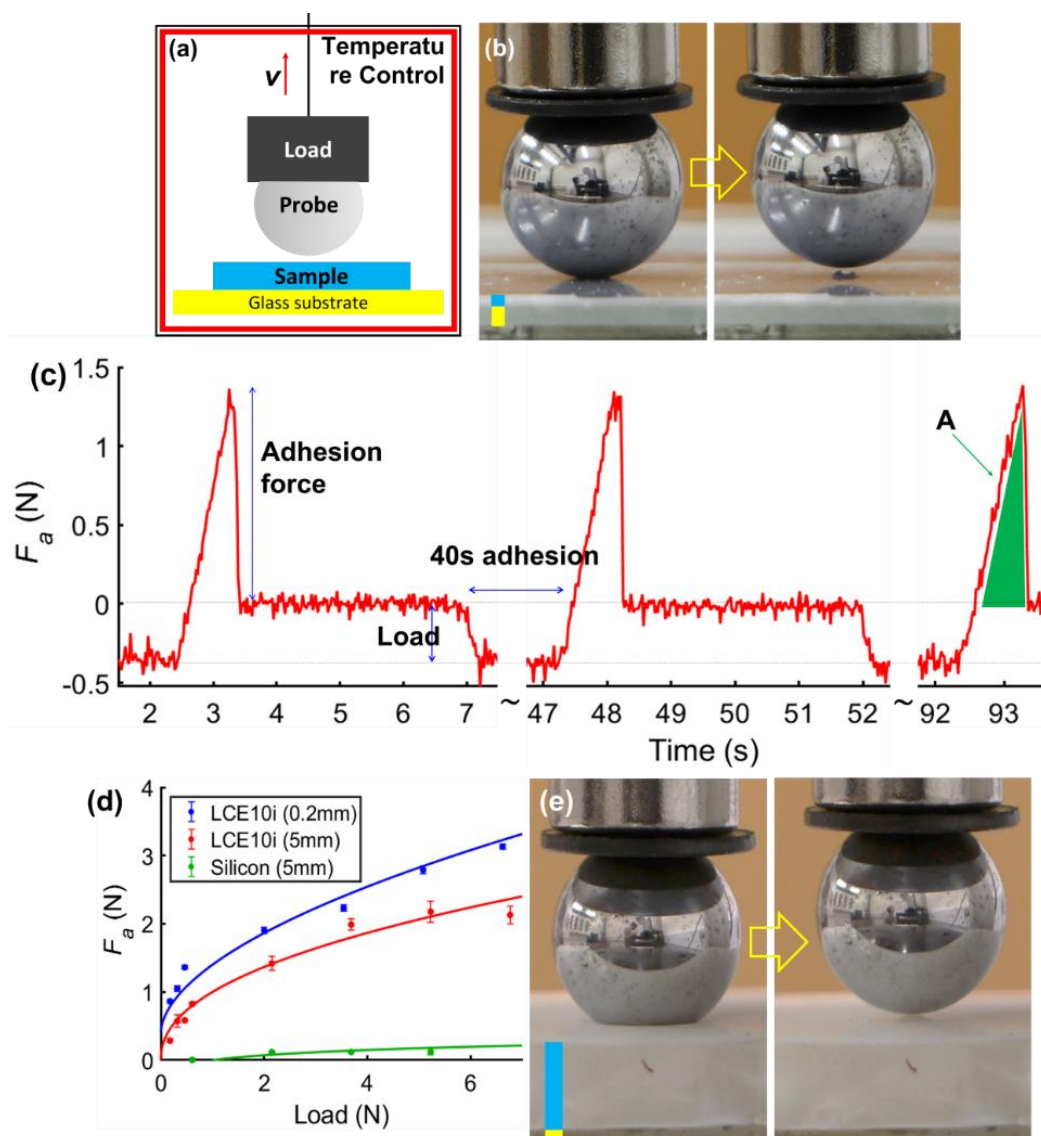 (a)
Temperatu
re Control
v
Load
Probe
Sample
Glass substrate
(b)
(c)
1.5
1
0.5
0
-0.5
F_a (N)
Adhesion
force
40s adhesion
Load
A
2 3 4 5 6 7 ~ 47 48 49 50 51 52 ~ 92 93
Time (s)
(d)
4
3
2
1
0
F_a (N)
LCE10i (0.2mm)
LCE10i (5mm)
Silicon (5mm)
0 2 4 6
Load (N)
(e)